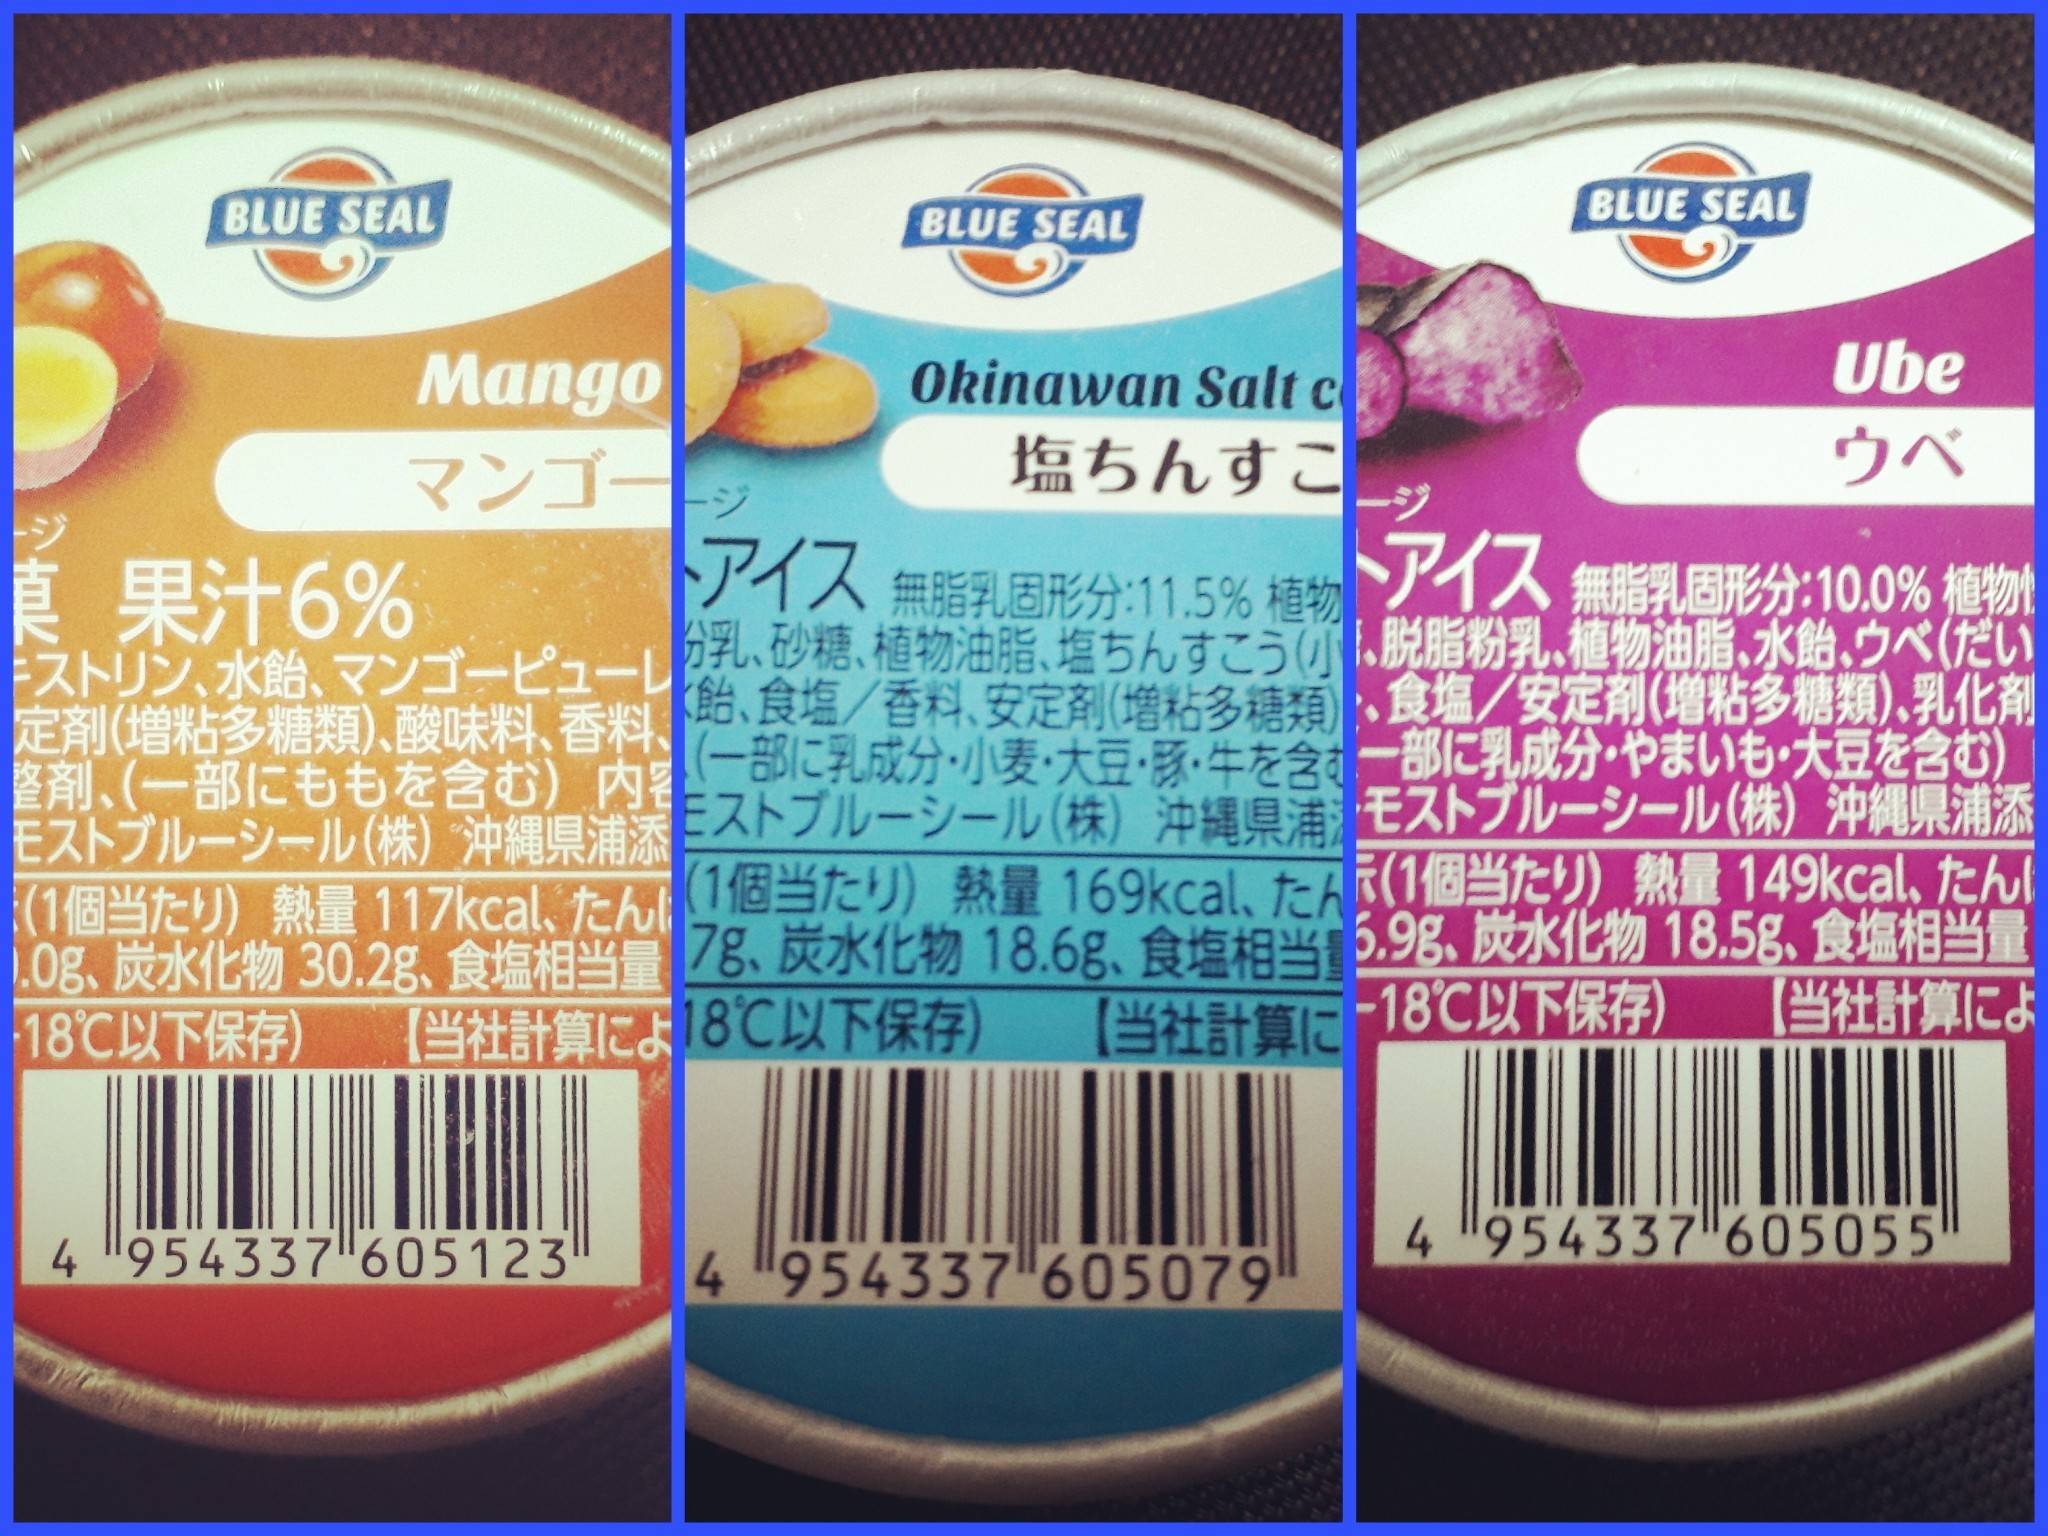 BLUE SEAL
Mango
マンゴー
ージ
菓 果汁6%
キストリン、水飴、マンゴーピューレ
定剤(増粘多糖類)、酸味料、香料、
整剤、(一部にももを含む) 内容
モストブルーシール(株) 沖縄県浦添
(1個当たり) 熱量 117kcal、たんぱ
.0g、炭水化物 30.2g、食塩相当量
-18℃以下保存) 【当社計算によ
4 954337 605123
BLUE SEAL
Okinawan Salt c
塩ちんすこ
ージ
トアイス 無脂乳固形分:11.5% 植物
粉乳、砂糖、植物油脂、塩ちんすこう(小
水飴、食塩/香料、安定剤(増粘多糖類)
(一部に乳成分・小麦・大豆・豚・牛を含む
モストブルーシール(株) 沖縄県浦添
(1個当たり) 熱量 169kcal、たん
7g、炭水化物 18.6g、食塩相当量
18℃以下保存) 【当社計算に
4 954337 605079
BLUE SEAL
Ube
ウベ
ージ
トアイス 無脂乳固形分:10.0% 植物性
、脱脂粉乳、植物油脂、水飴、ウベ(だい
、食塩/安定剤(増粘多糖類)、乳化剤
一部に乳成分・やまいも・大豆を含む)
モストブルーシール(株) 沖縄県浦添
示(1個当たり) 熱量 149kcal、たんぱ
6.9g、炭水化物 18.5g、食塩相当量
-18℃以下保存) 【当社計算によ
4 954337 605055